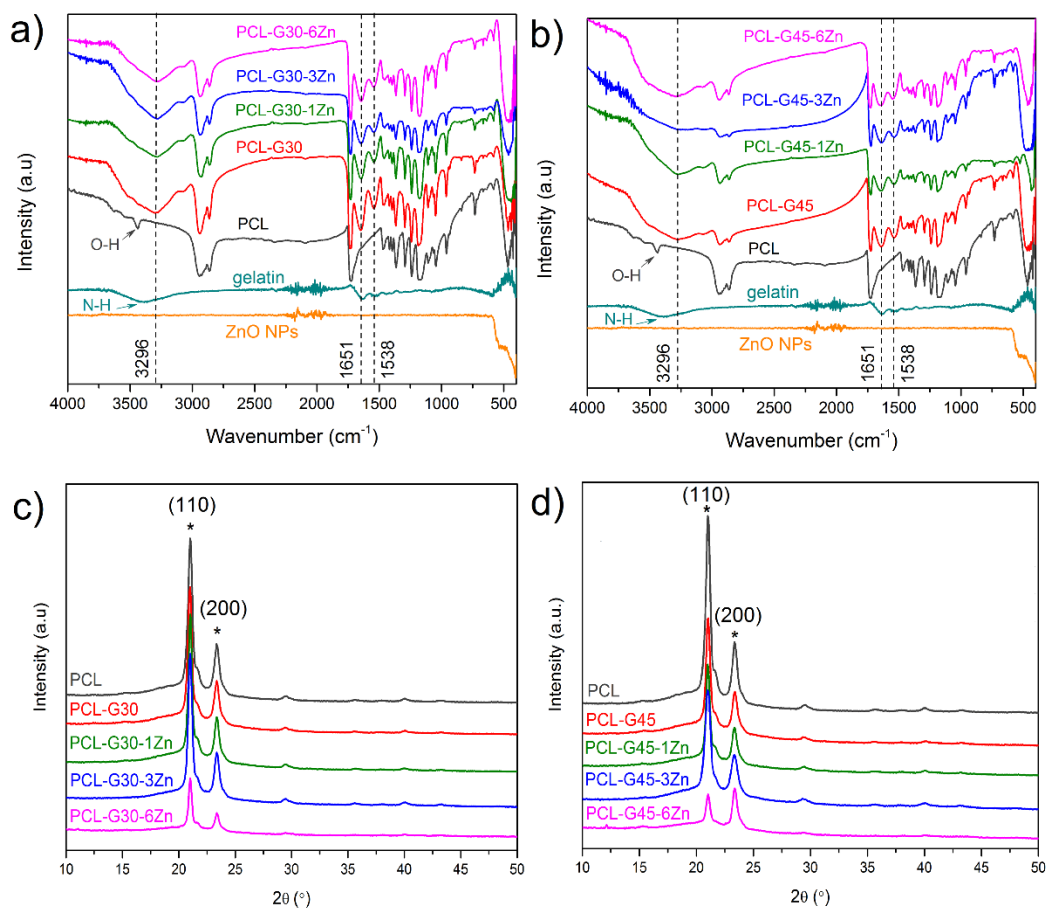 a)
PCL-G30-6Zn
PCL-G30-3Zn
PCL-G30-1Zn
PCL-G30
PCL
O-H
gelatin
N-H
ZnO NPs
3296
1651
1538
Intensity (a.u)
4000 3500 3000 2500 2000 1500 1000 500
Wavenumber (cm⁻¹)
b)
PCL-G45-6Zn
PCL-G45-3Zn
PCL-G45-1Zn
PCL-G45
PCL
O-H
gelatin
N-H
ZnO NPs
3296
1651
1538
Intensity (a.u)
4000 3500 3000 2500 2000 1500 1000 500
Wavenumber (cm⁻¹)
c)
(110)
*
(200)
*
PCL
PCL-G30
PCL-G30-1Zn
PCL-G30-3Zn
PCL-G30-6Zn
Intensity (a.u)
10 15 20 25 30 35 40 45 50
2θ (°)
d)
(110)
*
(200)
*
PCL
PCL-G45
PCL-G45-1Zn
PCL-G45-3Zn
PCL-G45-6Zn
Intensity (a.u.)
10 15 20 25 30 35 40 45 50
2θ (°)